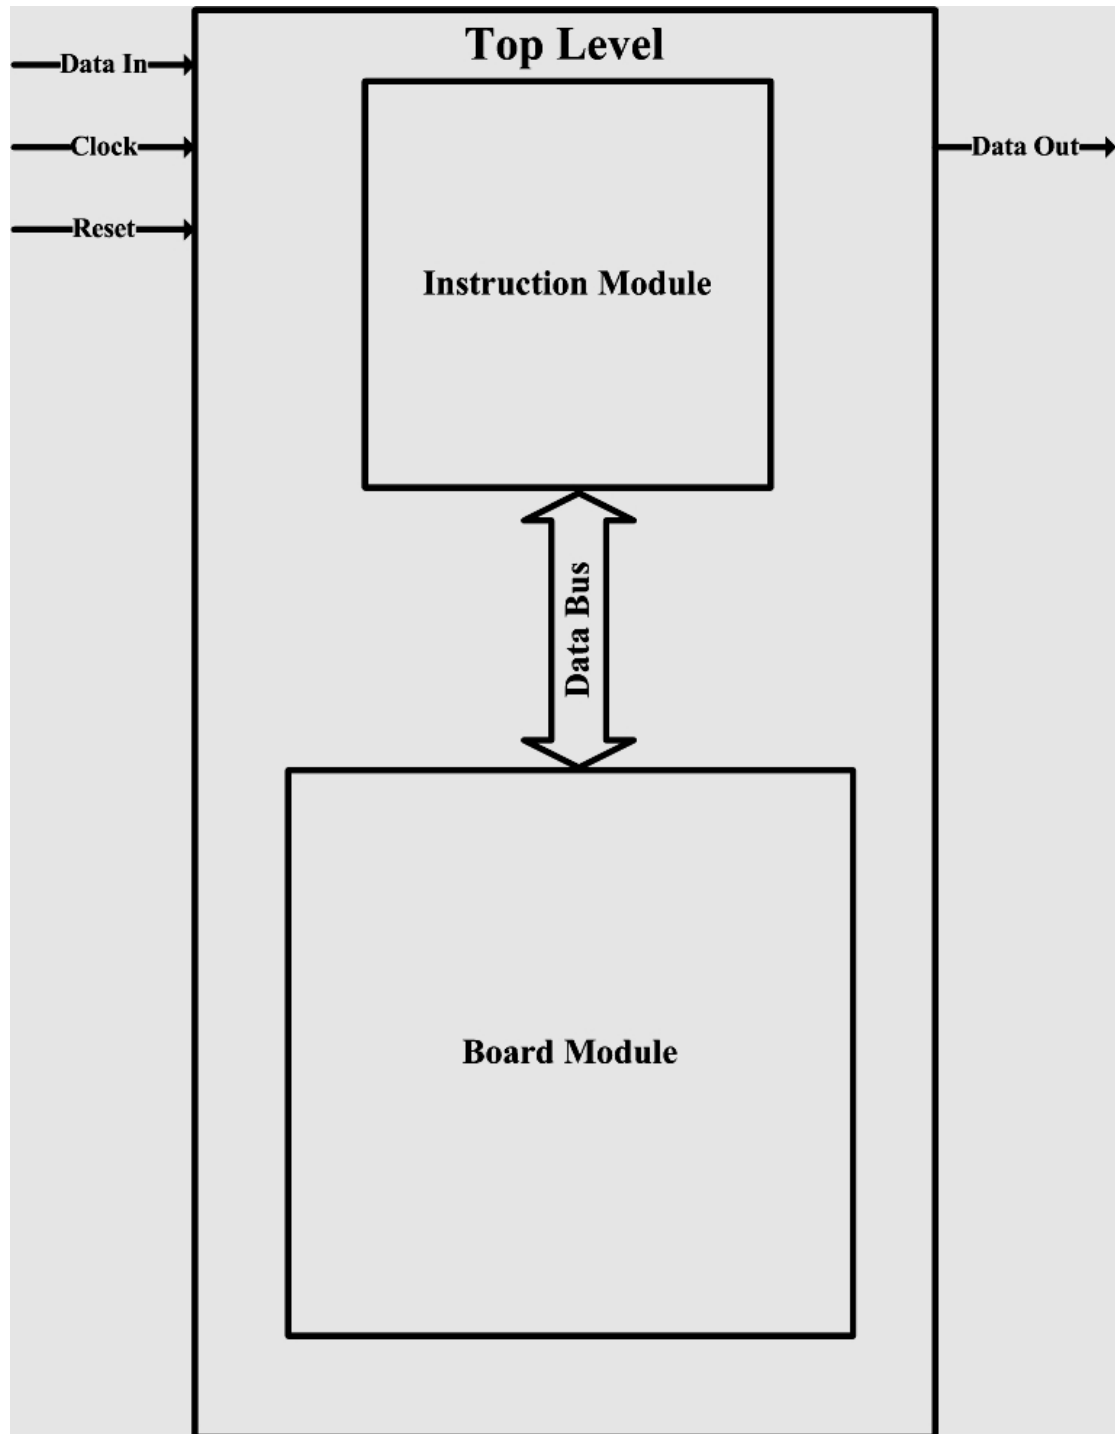 Top Level
Data In
Clock
Data Out
Reset
Instruction Module
Data Bus
Board Module